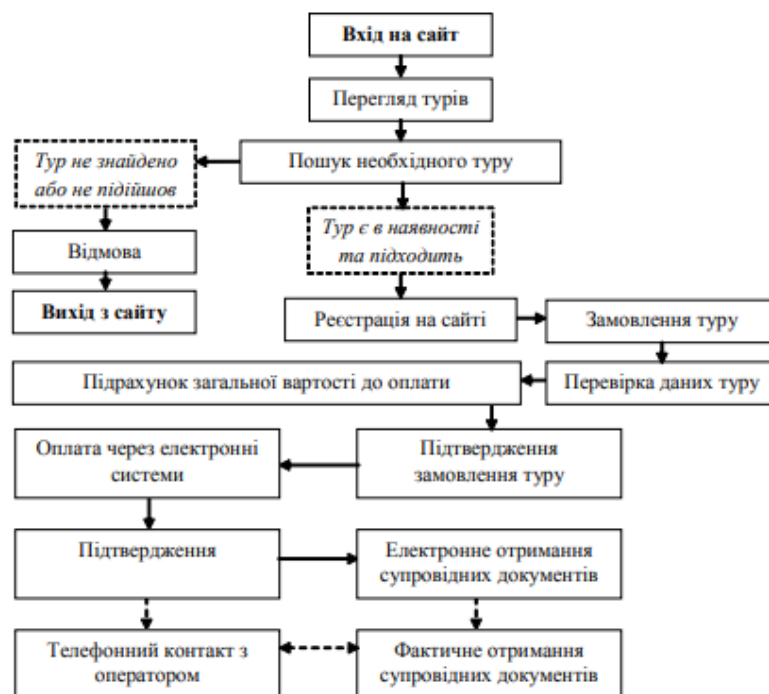 Вхід на сайт
Перегляд турів
Тур не знайдено
або не підійшов
Пошук необхідного туру
Тур є в наявності
та підходить
Відмова
Вихід з сайту
Реєстрація на сайті
Замовлення туру
Підрахунок загальної вартості до оплати
Перевірка даних туру
Оплата через електронні
системи
Підтвердження
замовлення туру
Підтвердження
Електронне отримання
супровідних документів
Телефонний контакт з
оператором
Фактичне отримання
супровідних документів